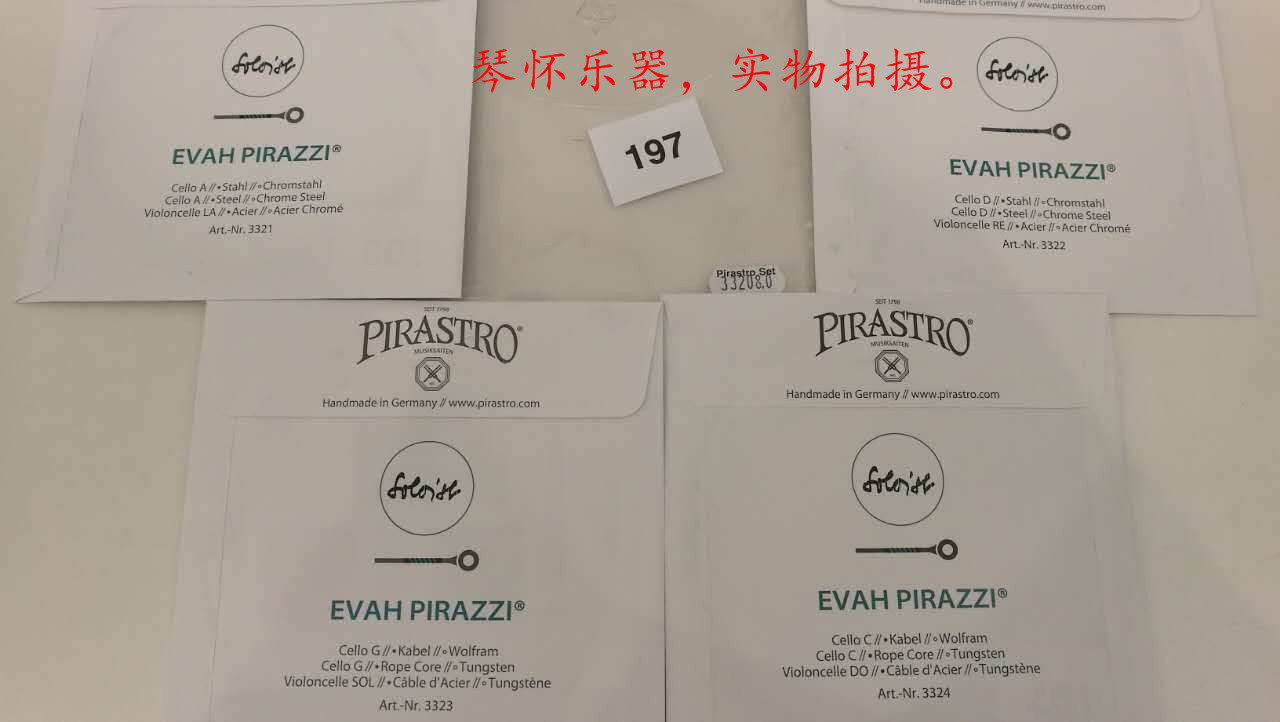 Soloist
EVAH PIRAZZI®
Cello A//•Stahl//∘Chromstahl
Cello A//•Steel//∘Chrome Steel
Violoncelle LA//•Acier//∘Acier Chromé
Art.-Nr. 3321
琴怀乐器，实物拍摄。
197
Pirastro Set
33208.0
Handmade in Germany // www.pirastro.com
Soloist
EVAH PIRAZZI®
Cello D//•Stahl//∘Chromstahl
Cello D//•Steel//∘Chrome Steel
Violoncelle RE//•Acier//∘Acier Chromé
Art.-Nr. 3322
SEIT 1798
PIRASTRO®
MUSIKSAITEN
Handmade in Germany // www.pirastro.com
Soloist
EVAH PIRAZZI®
Cello G//•Kabel//∘Wolfram
Cello G//•Rope Core//∘Tungsten
Violoncelle SOL//•Câble d'Acier//∘Tungstène
Art.-Nr. 3323
SEIT 1798
PIRASTRO®
MUSIKSAITEN
Handmade in Germany // www.pirastro.com
Soloist
EVAH PIRAZZI®
Cello C//•Kabel//∘Wolfram
Cello C//•Rope Core//∘Tungsten
Violoncelle DO//•Câble d'Acier//∘Tungstène
Art.-Nr. 3324